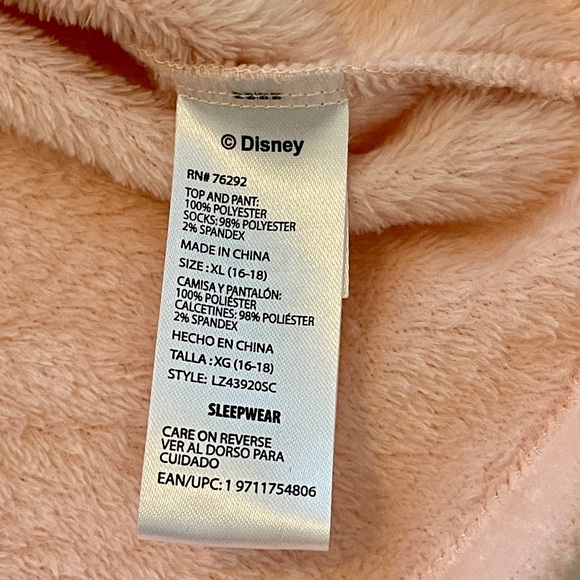 © Disney
RN# 76292
TOP AND PANT:
100% POLYESTER
SOCKS: 98% POLYESTER
2% SPANDEX
MADE IN CHINA
SIZE : XL (16-18)
CAMISA Y PANTALÓN:
100% POLIÉSTER
CALCETINES: 98% POLIÉSTER
2% SPANDEX
HECHO EN CHINA
TALLA : XG (16-18)
STYLE: LZ43920SC
SLEEPWEAR
CARE ON REVERSE
VER AL DORSO PARA
CUIDADO
EAN/UPC: 1 9711754806